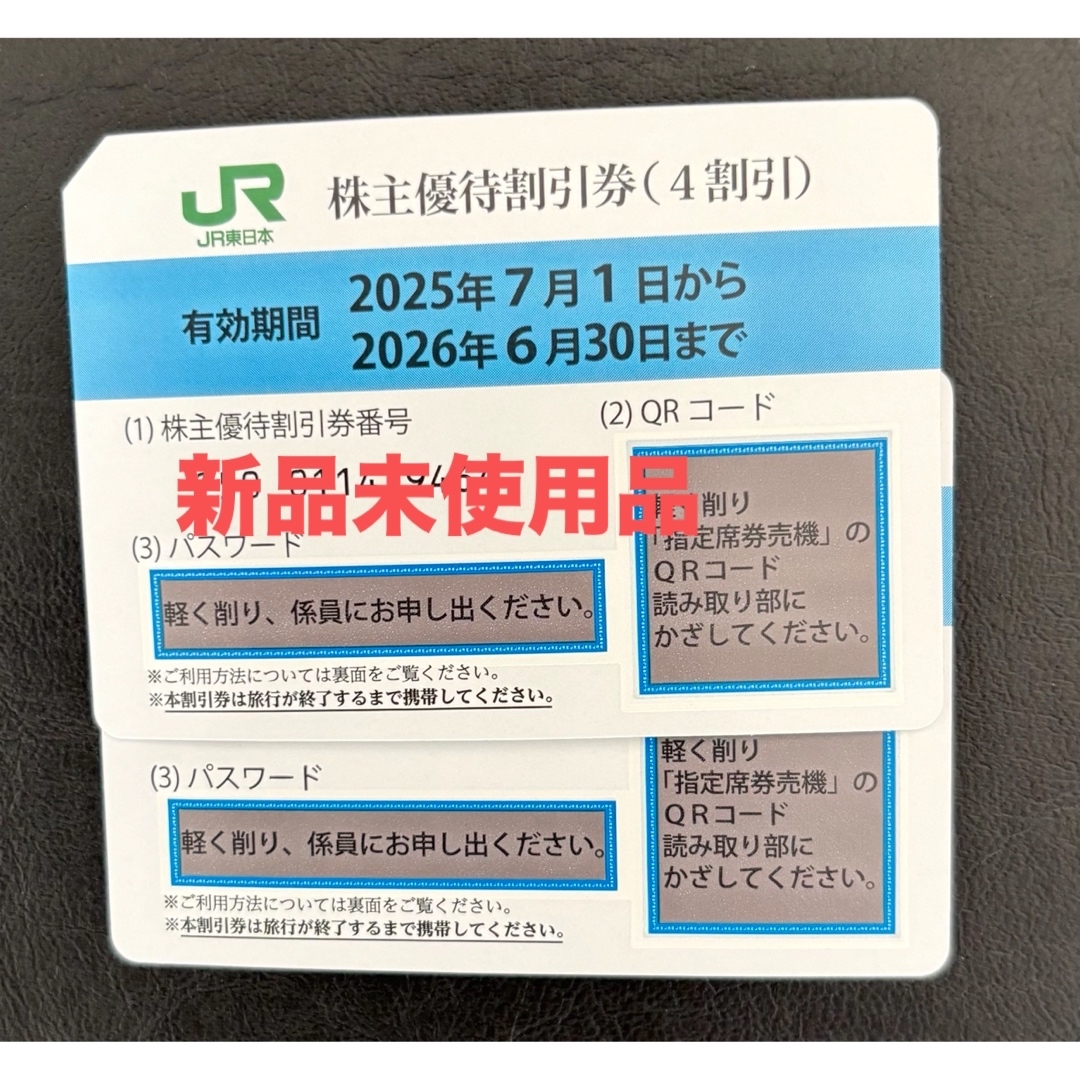 JR
JR東日本
株主優待割引券(4割引)
有効期間
2025年7月1日から
2026年6月30日まで
(1) 株主優待割引券番号
(2) QRコード
新品未使用品
軽く削り
「指定席券売機」の
QRコード
読み取り部に
かざしてください。
(3) パスワード
軽く削り、係員にお申し出ください。
※ご利用方法については裏面をご覧ください。
※本割引券は旅行が終了するまで携帯してください。
(3) パスワード
軽く削り、係員にお申し出ください。
軽く削り
「指定席券売機」の
QRコード
読み取り部に
かざしてください。
※ご利用方法については裏面をご覧ください。
※本割引券は旅行が終了するまで携帯してください。